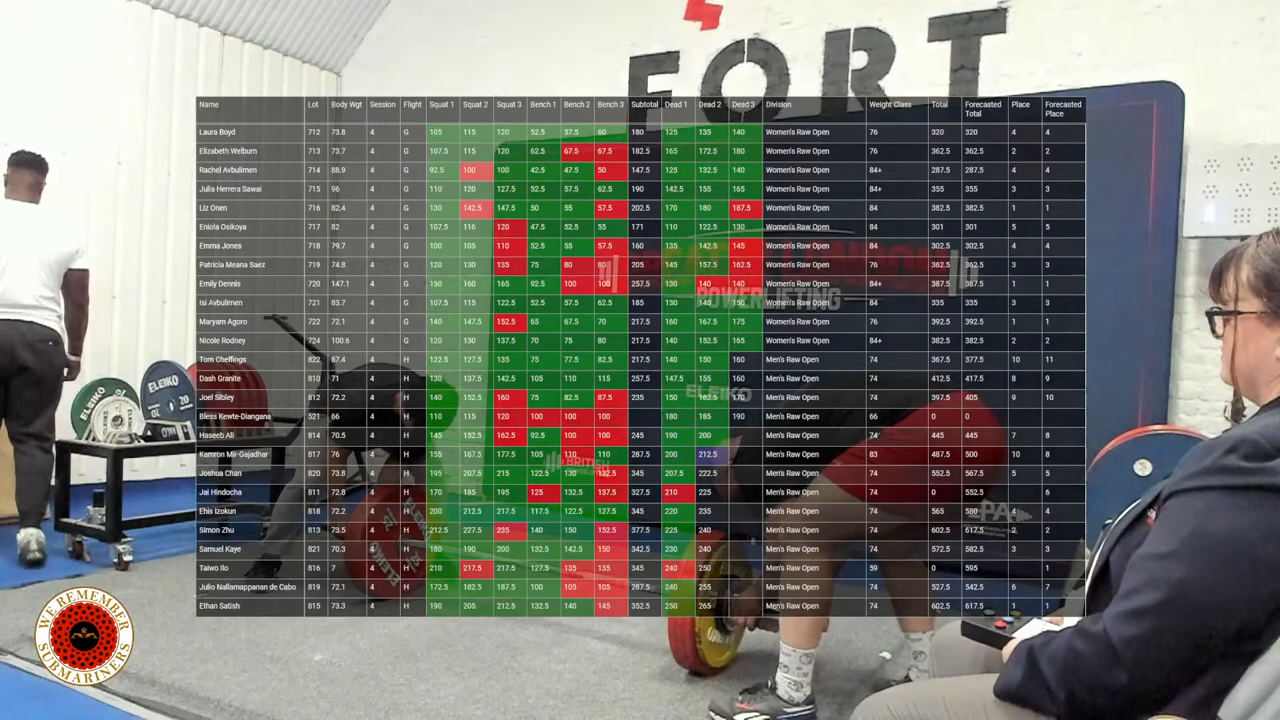 FORT
Name Lot Body Wgt Session Flight Squat 1 Squat 2 Squat 3 Bench 1 Bench 2 Bench 3 Subtotal Dead 1 Dead 2 Dead 3 Division Weight Class Total Forecasted Total Place Forecasted Place
Laura Boyd 712 73.8 4 G 105 115 120 52.5 57.5 60 180 125 135 140 Women's Raw Open 76 320 320 4 4
Elizabeth Welburn 713 73.7 4 G 107.5 115 120 62.5 67.5 67.5 182.5 165 172.5 180 Women's Raw Open 76 362.5 362.5 2 2
Rachel Avbulimen 714 88.9 4 G 92.5 100 100 42.5 47.5 50 147.5 125 132.5 140 Women's Raw Open 84+ 287.5 287.5 4 4
Julia Herrera Sawai 715 96 4 G 110 120 127.5 52.5 57.5 62.5 190 142.5 155 165 Women's Raw Open 84+ 355 355 3 3
Liz Onen 716 82.4 4 G 130 142.5 147.5 50 55 57.5 202.5 170 180 187.5 Women's Raw Open 84 382.5 382.5 1 1
Eniola Osikoya 717 82 4 G 107.5 116 120 47.5 52.5 55 171 110 122.5 130 Women's Raw Open 84 301 301 5 5
Emma Jones 718 79.7 4 G 100 105 110 52.5 55 57.5 160 135 142.5 145 Women's Raw Open 84 302.5 302.5 4 4
Patricia Meana Saez 719 74.8 4 G 120 130 135 75 80 80 205 145 157.5 162.5 Women's Raw Open 76 362.5 362.5 3
Emily Dennis 720 147.1 4 G 150 160 165 92.5 100 100 257.5 130 140 140 Women's Raw Open 84+ 387.5 387.5 1 1
Isi Avbulimen 721 83.7 4 G 107.5 115 122.5 52.5 57.5 62.5 185 130 140 150 Women's Raw Open 84 335 335 3 3
Maryam Agoro 722 72.1 4 G 140 147.5 152.5 65 67.5 70 217.5 160 167.5 175 Women's Raw Open 76 392.5 392.5 1 1
Nicole Rodney 724 100.6 4 G 120 130 137.5 70 75 80 217.5 140 152.5 165 Women's Raw Open 84+ 382.5 382.5 2 2
Tom Cheffings 822 67.4 4 H 122.5 127.5 135 75 77.5 82.5 217.5 140 150 160 Men's Raw Open 74 367.5 377.5 10 11
Dash Granite 810 71 4 H 130 137.5 142.5 105 110 115 257.5 147.5 155 160 Men's Raw Open 74 412.5 417.5 8 9
Joel Sibley 812 72.2 4 H 140 152.5 160 75 82.5 87.5 235 150 162.5 170 Men's Raw Open 74 397.5 405 9 10
Bless Kewte-Diangana 521 66 4 H 110 115 120 100 100 100 180 185 190 Men's Raw Open 66 0 0
Haseeb Ali 814 70.5 4 H 145 152.5 162.5 92.5 100 100 245 190 200 Men's Raw Open 74 445 445 7 8
Kamron Mir-Gajadhar 817 76 4 H 155 167.5 177.5 105 110 110 287.5 200 212.5 Men's Raw Open 83 487.5 500 10 8
Joshua Chan 820 73.8 4 H 195 207.5 215 122.5 130 132.5 345 207.5 222.5 Men's Raw Open 74 552.5 567.5 5 5
Jai Hindocha 811 72.8 4 H 170 185 195 125 132.5 137.5 327.5 210 225 Men's Raw Open 74 0 552.5 6
Ehis Izokun 818 72.2 4 H 200 212.5 217.5 117.5 122.5 127.5 345 220 235 Men's Raw Open 74 565 580 4 4
Simon Zhu 813 73.5 4 H 212.5 227.5 235 140 150 152.5 377.5 225 240 Men's Raw Open 74 602.5 617.5 2 2
Samuel Kaye 821 70.3 4 H 180 190 200 132.5 142.5 150 342.5 230 240 Men's Raw Open 74 572.5 582.5 3 3
Taiwo Ilo 816 7 4 H 210 217.5 217.5 127.5 135 135 345 240 250 Men's Raw Open 59 0 595 1
Julio Nallamappanan de Cabo 819 72.1 4 H 172.5 182.5 187.5 100 105 105 287.5 240 255 Men's Raw Open 74 527.5 542.5 6 7
Ethan Satish 815 73.3 4 H 190 205 212.5 132.5 140 145 352.5 250 265 Men's Raw Open 74 602.5 617.5 1 1
POWERLIFTING
ELEIKO
ELEIKO
ELEIKO
20
BRITISH
ELEIKO
WE REMEMBER
SUBMARINERS